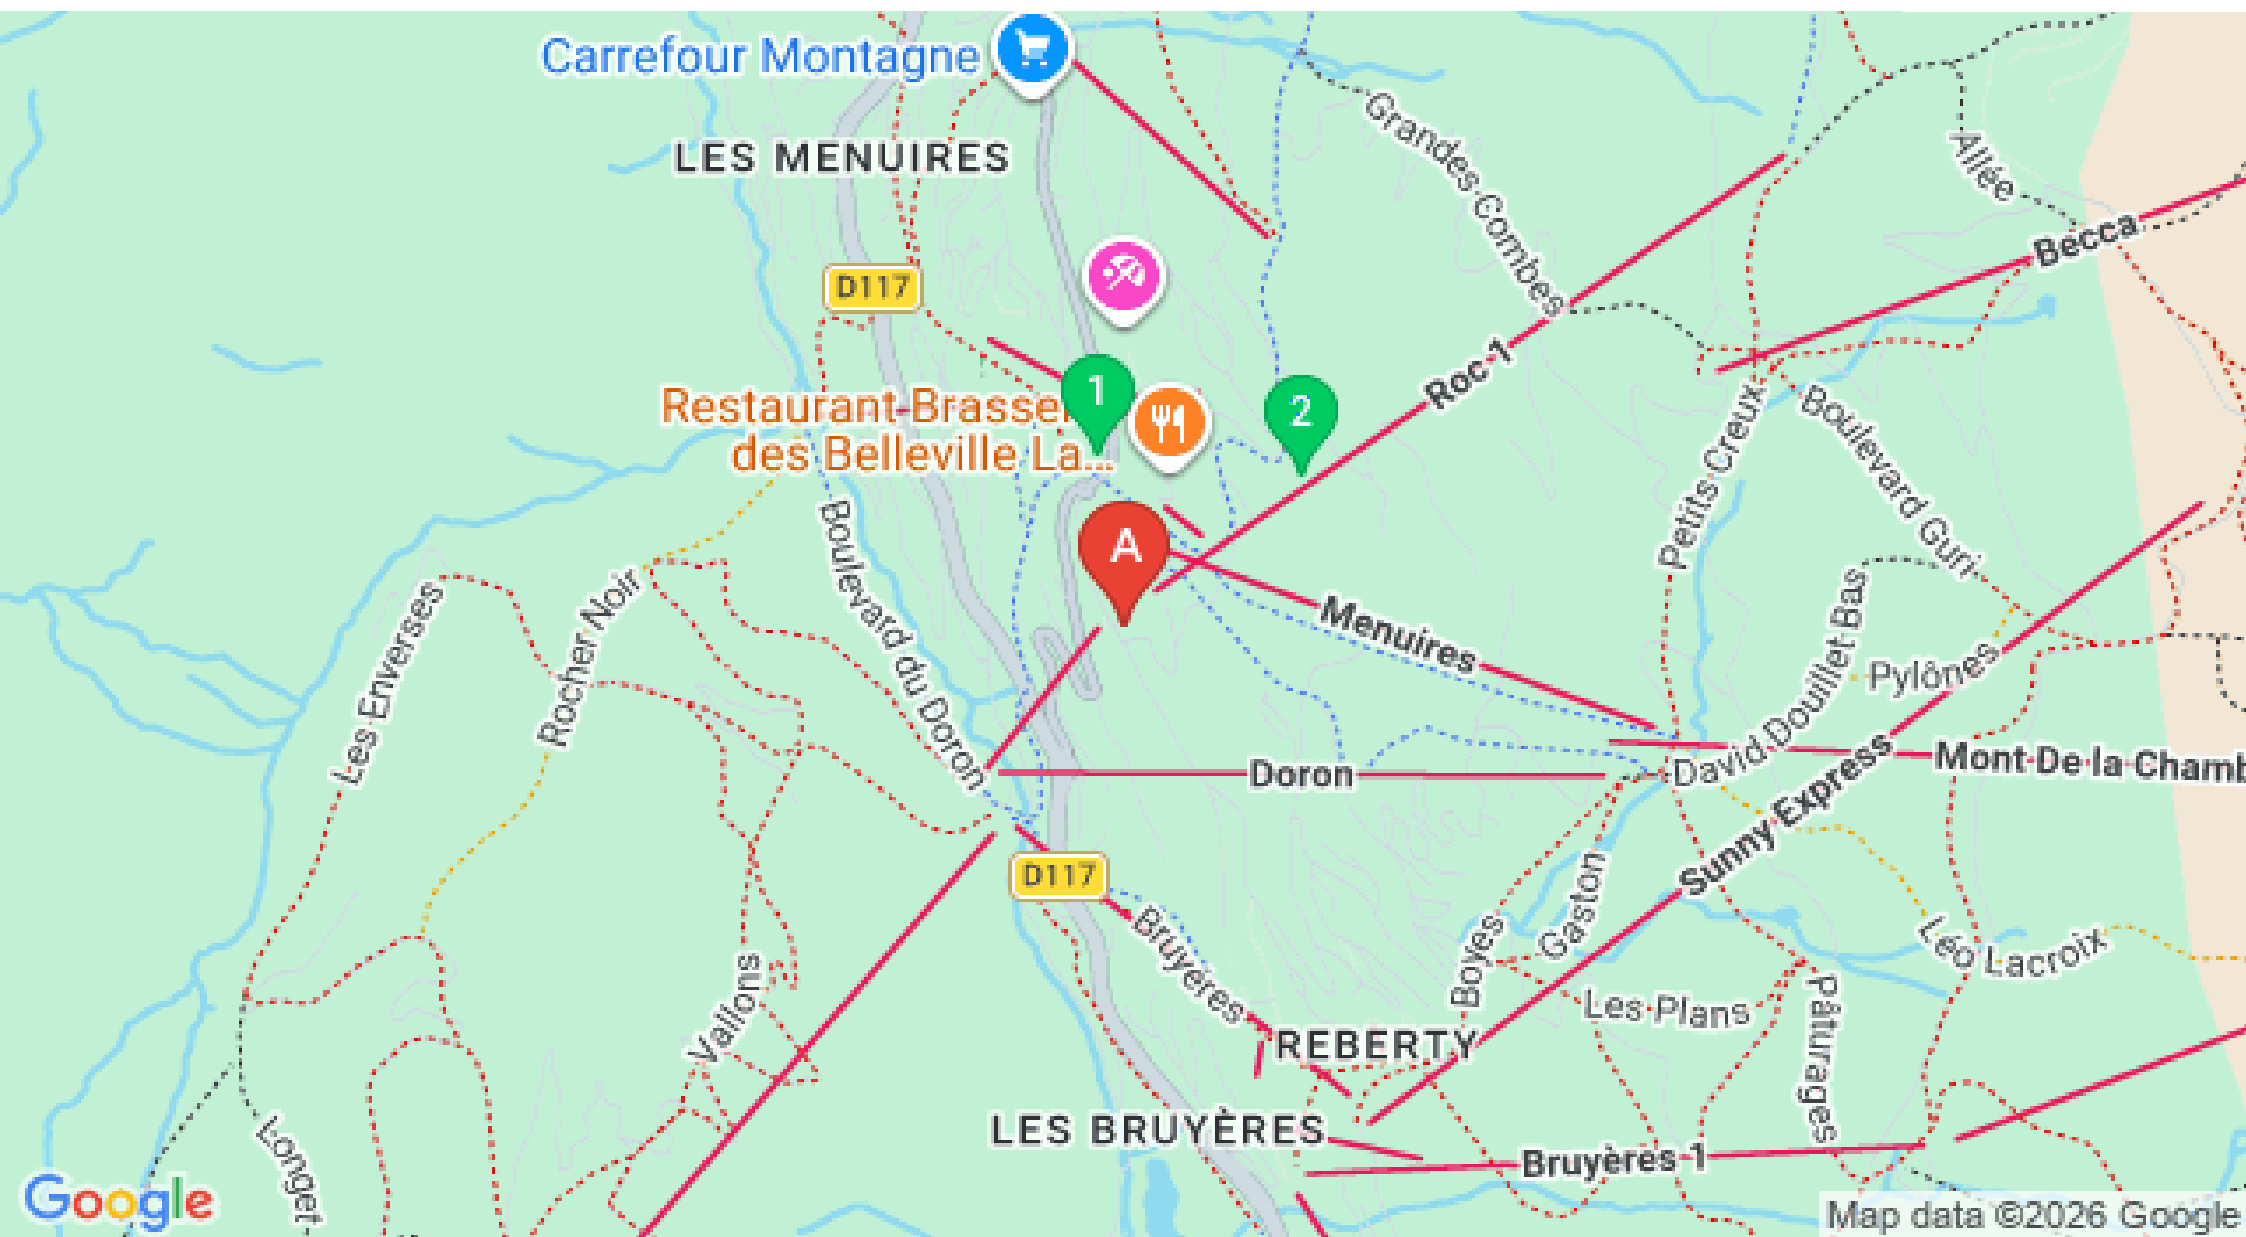 Carrefour Montagne
LES MENUIRES
Grandes Combes
Allée
Becca
D117
Roc 1
Restaurant Brasse
des Belleville La...
1
2
Boulevard Guri
Petits Creux
A
Boulevard du Doron
Les Enverses
Rocher Noir
Menuires
David Douillet Bas
Pylônes
Doron
Mont De la Chamb
Sunny Express
D117
Bruyères
Gaston
Boyes
Léo Lacroix
Les Plans
Pâturages
Vallons
REBERTY
LES BRUYÈRES
Bruyères 1
Longet
Google
Map data ©2026 Google